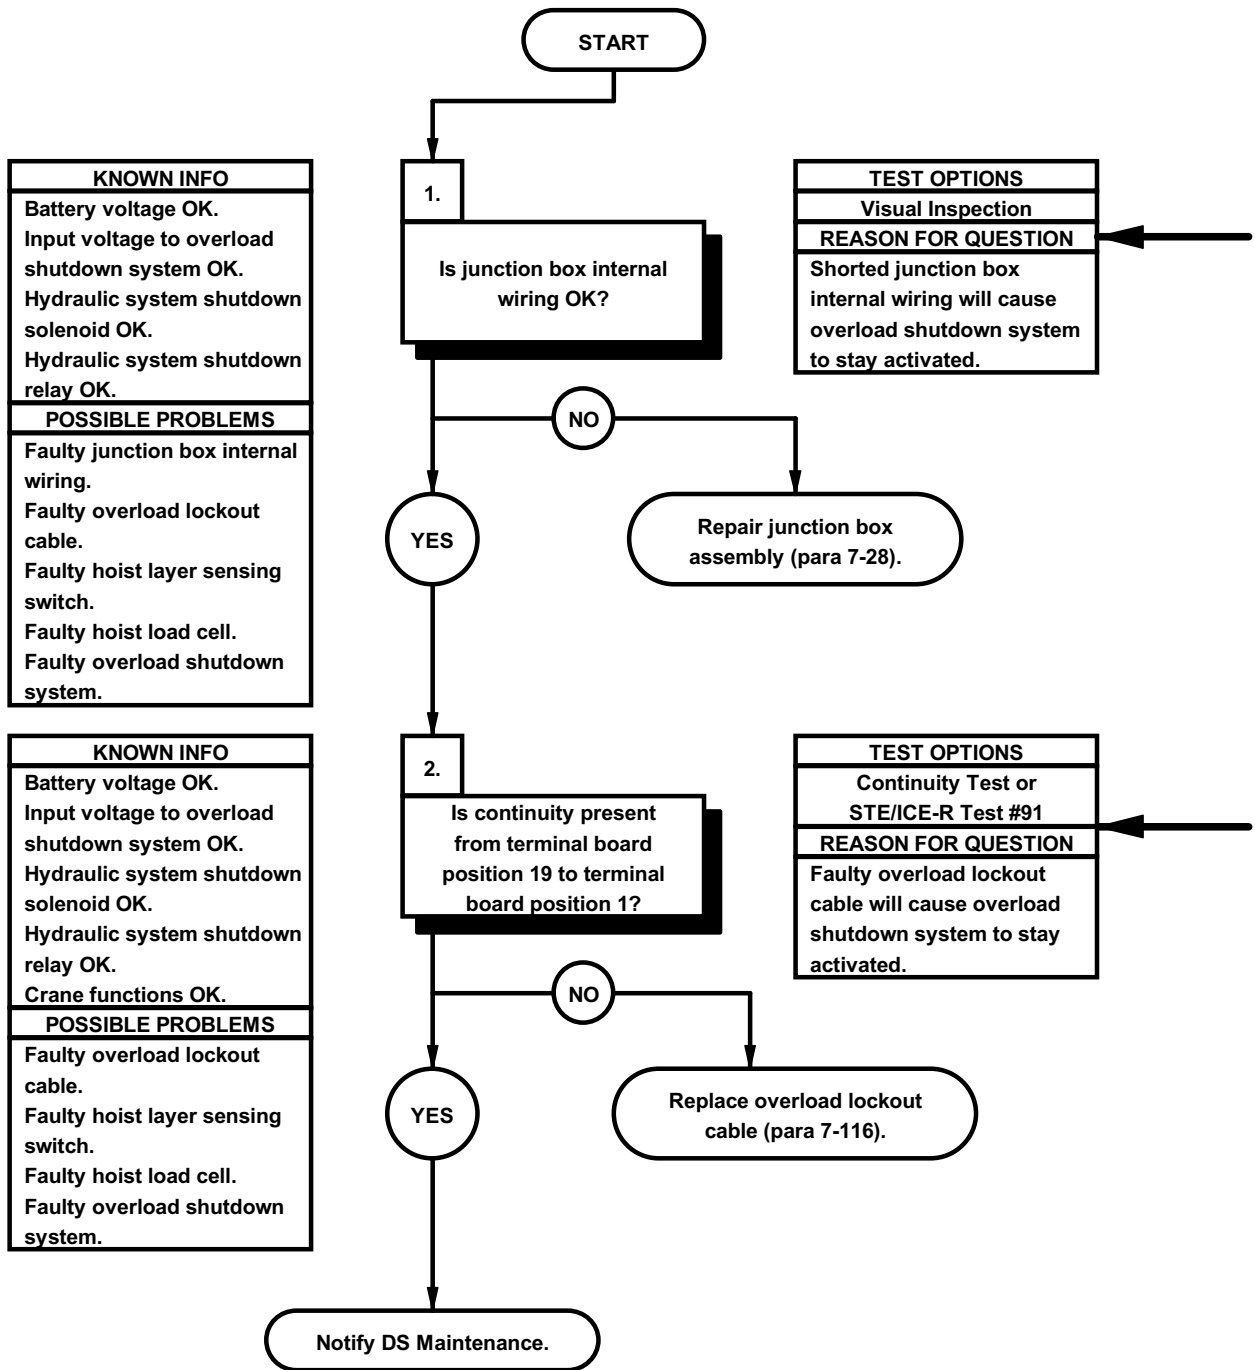 START
KNOWN INFO
Battery voltage OK.
Input voltage to overload
shutdown system OK.
Hydraulic system shutdown
solenoid OK.
Hydraulic system shutdown
relay OK.
POSSIBLE PROBLEMS
Faulty junction box internal
wiring.
Faulty overload lockout
cable.
Faulty hoist layer sensing
switch.
Faulty hoist load cell.
Faulty overload shutdown
system.
1.
Is junction box internal
wiring OK?
TEST OPTIONS
Visual Inspection
REASON FOR QUESTION
Shorted junction box
internal wiring will cause
overload shutdown system
to stay activated.
NO
YES
Repair junction box
assembly (para 7-28).
KNOWN INFO
Battery voltage OK.
Input voltage to overload
shutdown system OK.
Hydraulic system shutdown
solenoid OK.
Hydraulic system shutdown
relay OK.
Crane functions OK.
POSSIBLE PROBLEMS
Faulty overload lockout
cable.
Faulty hoist layer sensing
switch.
Faulty hoist load cell.
Faulty overload shutdown
system.
2.
Is continuity present
from terminal board
position 19 to terminal
board position 1?
TEST OPTIONS
Continuity Test or
STE/ICE-R Test #91
REASON FOR QUESTION
Faulty overload lockout
cable will cause overload
shutdown system to stay
activated.
NO
YES
Replace overload lockout
cable (para 7-116).
Notify DS Maintenance.